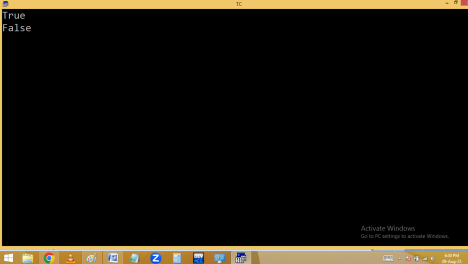 TC
True
False
Activate Windows
Go to PC settings to activate Windows.